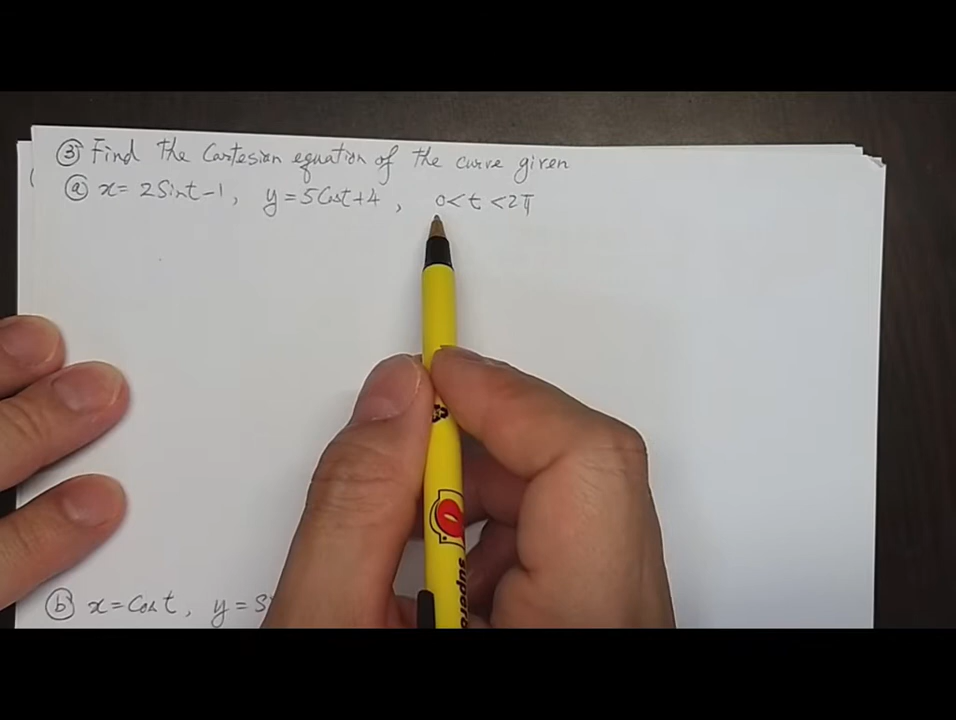 ③ Find the Cartesian equation of the curve given
ⓐ x = 2Sint-1, y = 5Cost+4, 0<t<2π
ⓑ x = Cost, y = S